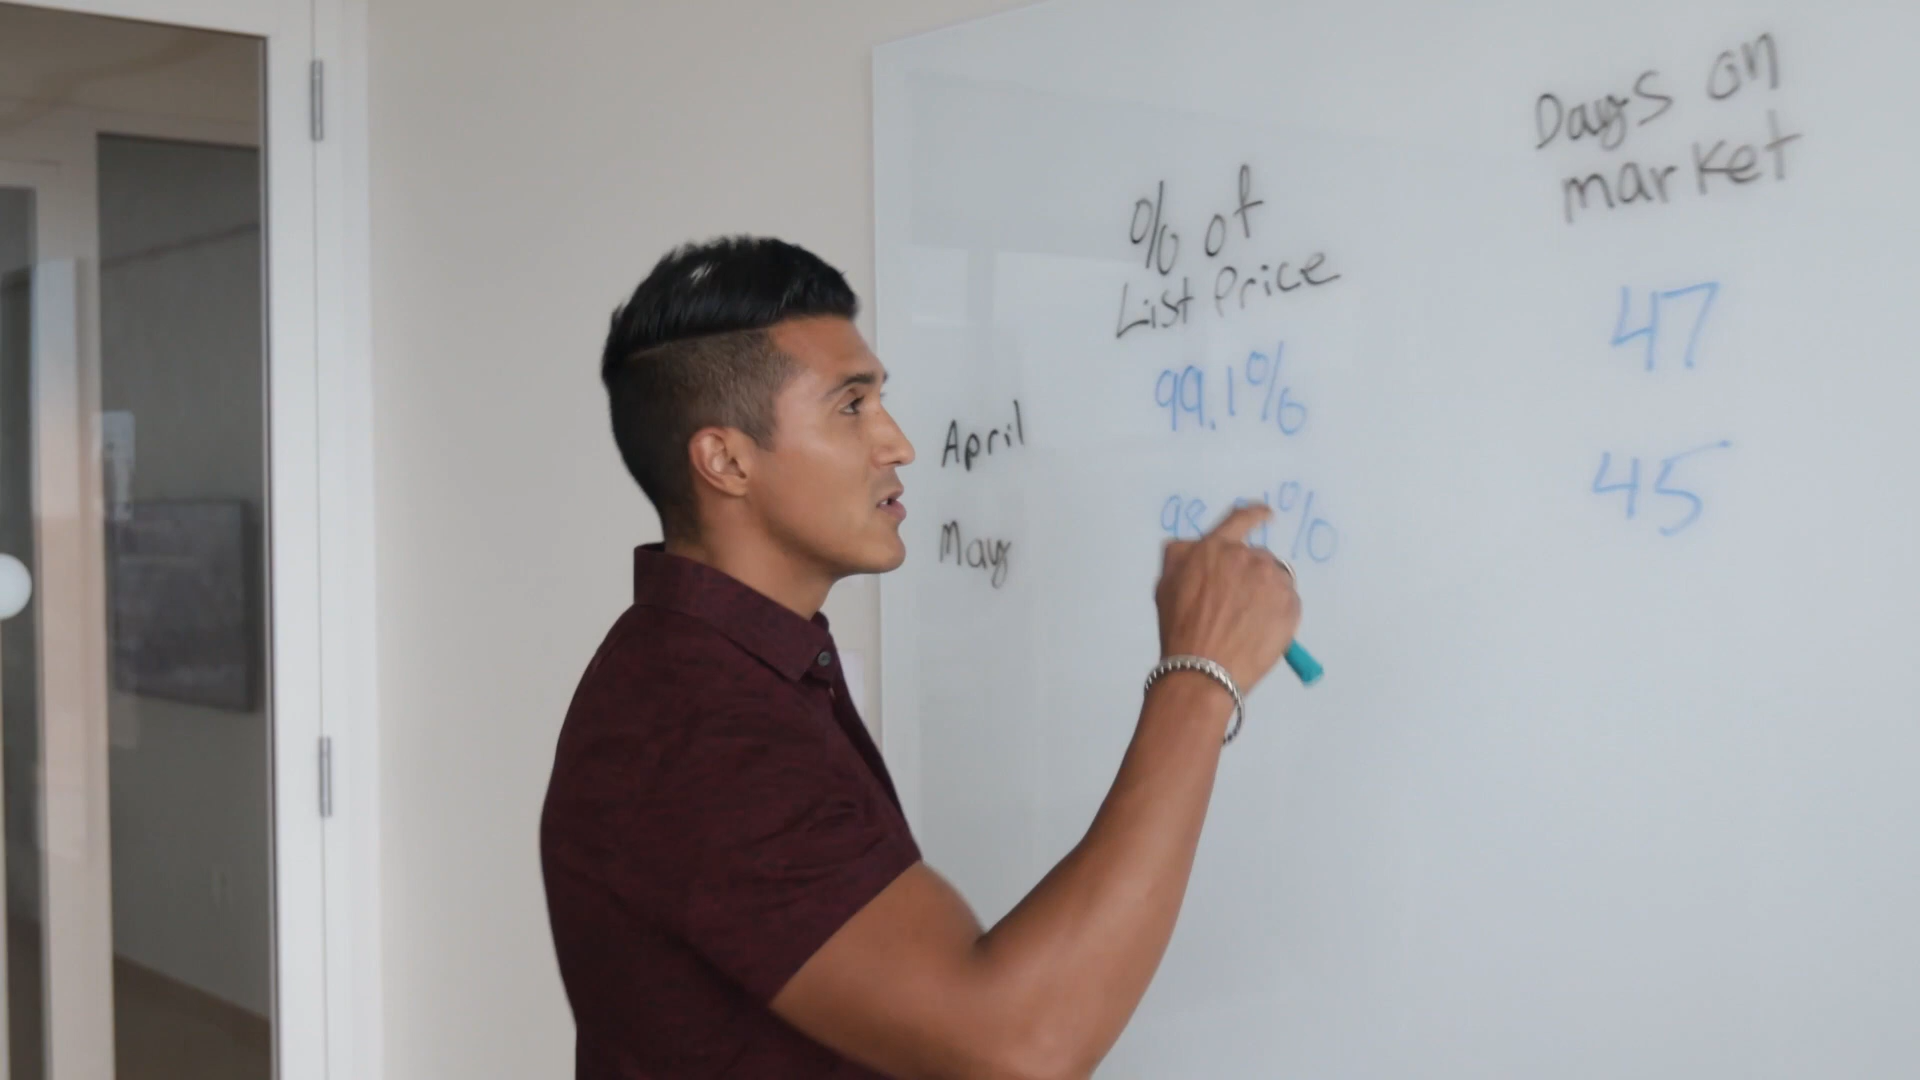 Days on
market
% of
List Price
April 99.1% 47
May 45